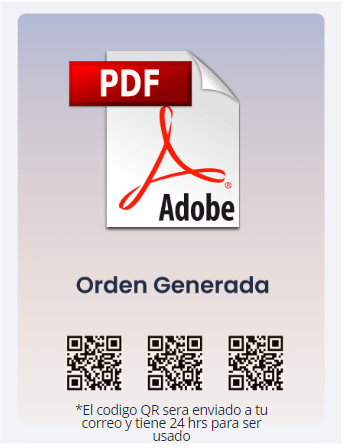 PDF
Adobe
®
Orden Generada
*El codigo QR sera enviado a tu
correo y tiene 24 hrs para ser
usado